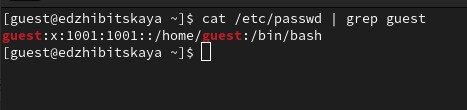 [guest@edzhibitskaya ~]$ cat /etc/passwd | grep guest
guest:x:1001:1001::/home/guest:/bin/bash
[guest@edzhibitskaya ~]$